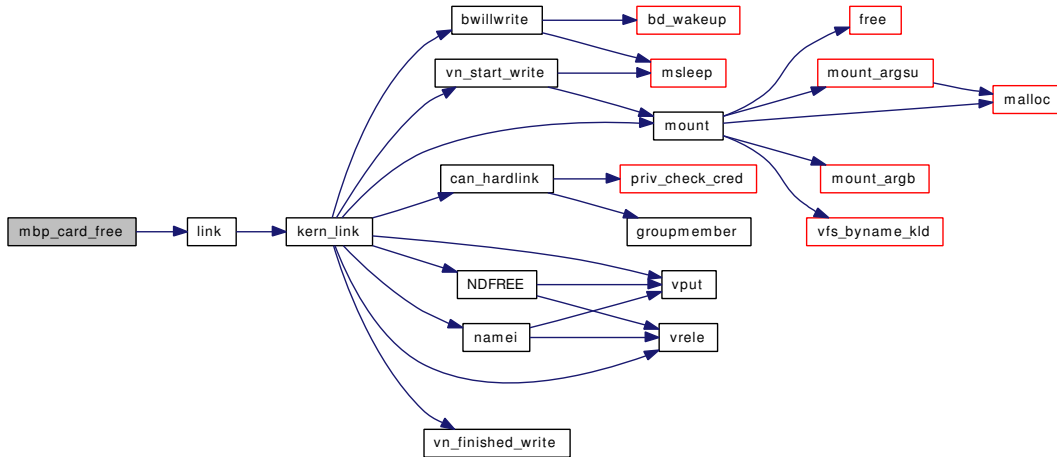 bwillwrite
bd_wakeup
free
vn_start_write
msleep
mount_argsu
malloc
mount
can_hardlink
priv_check_cred
mount_argb
mbp_card_free
link
kern_link
groupmember
vfs_byname_kld
NDFREE
vput
namei
vrele
vn_finished_write